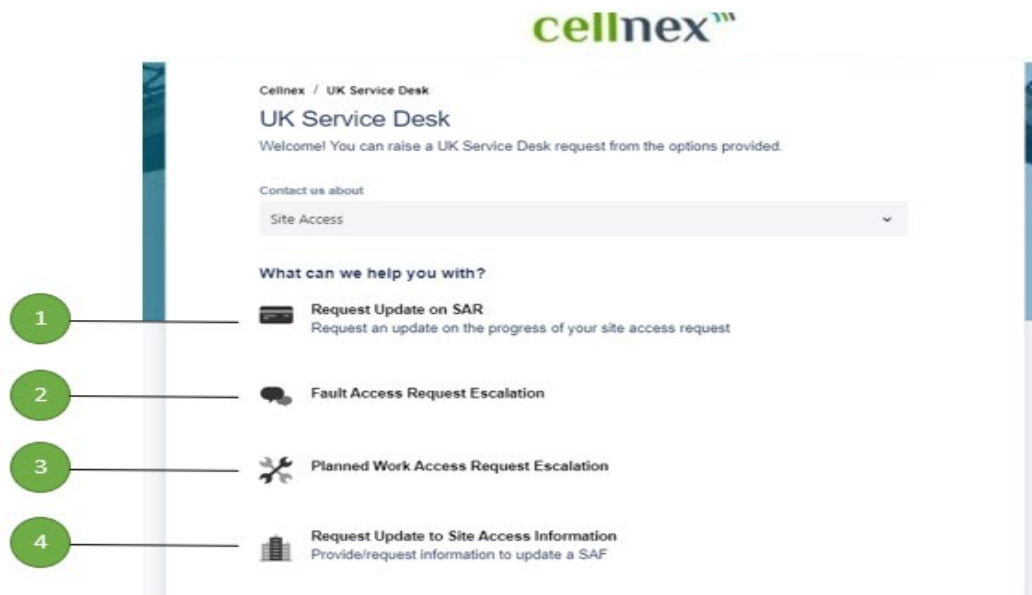 cellnex
Cellnex / UK Service Desk
UK Service Desk
Welcome! You can raise a UK Service Desk request from the options provided.
Contact us about
Site Access
What can we help you with?
1
Request Update on SAR
Request an update on the progress of your site access request
2
Fault Access Request Escalation
3
Planned Work Access Request Escalation
4
Request Update to Site Access Information
Provide/request information to update a SAF